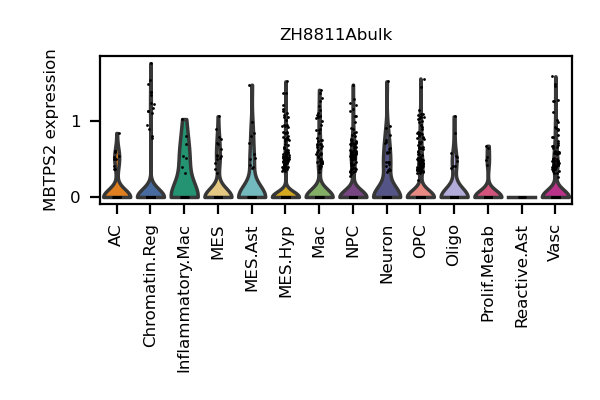 ZH8811Abulk
MBTPS2 expression
1
0
AC
Chromatin.Reg
Inflammatory.Mac
MES
MES.Ast
MES.Hyp
Mac
NPC
Neuron
OPC
Oligo
Prolif.Metab
Reactive.Ast
Vasc